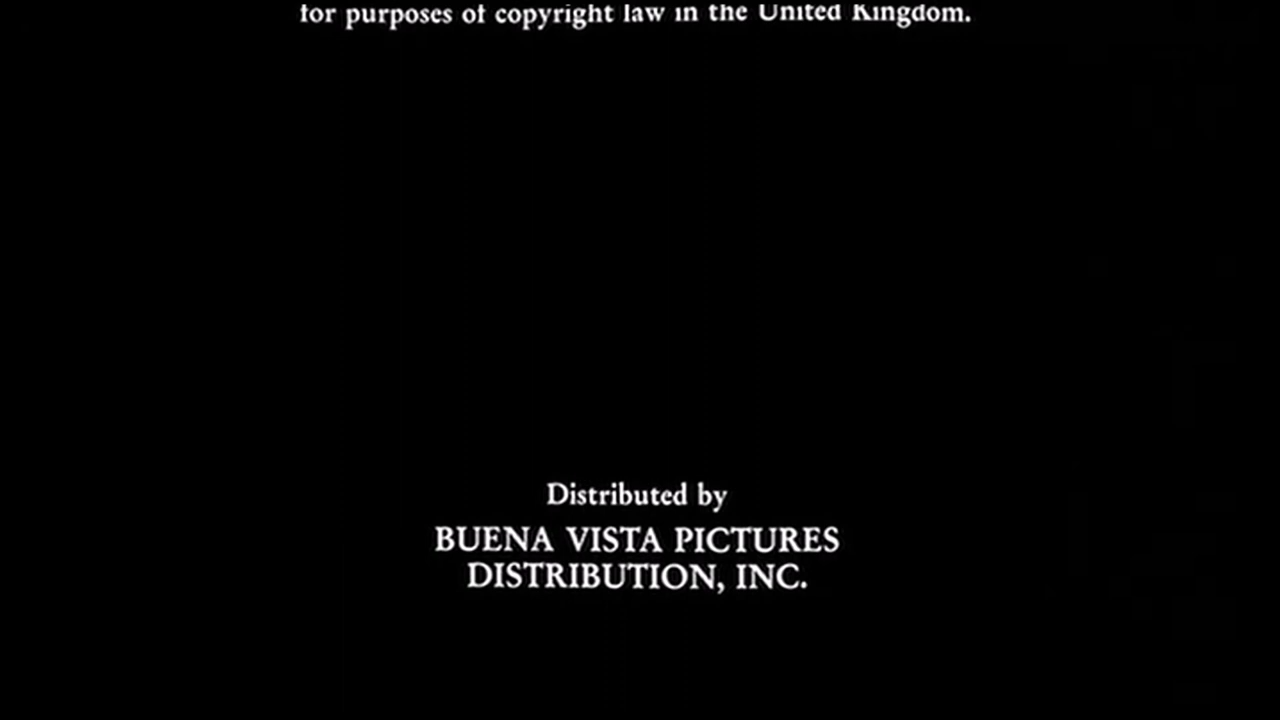 for purposes of copyright law in the United Kingdom.
Distributed by
BUENA VISTA PICTURES
DISTRIBUTION, INC.